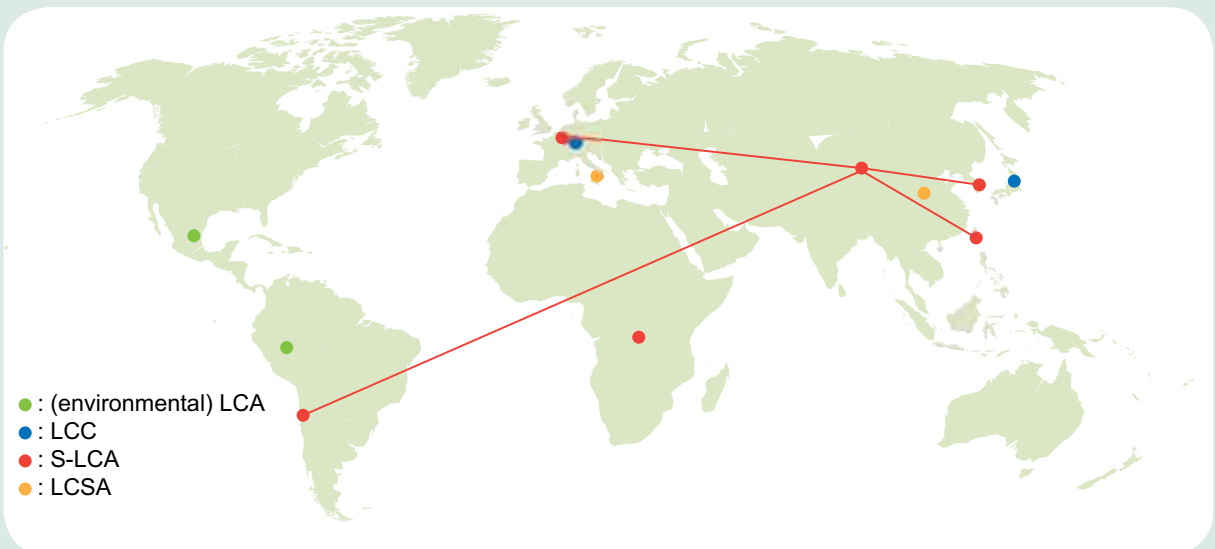 : (environmental) LCA
: LCC
: S-LCA
: LCSA